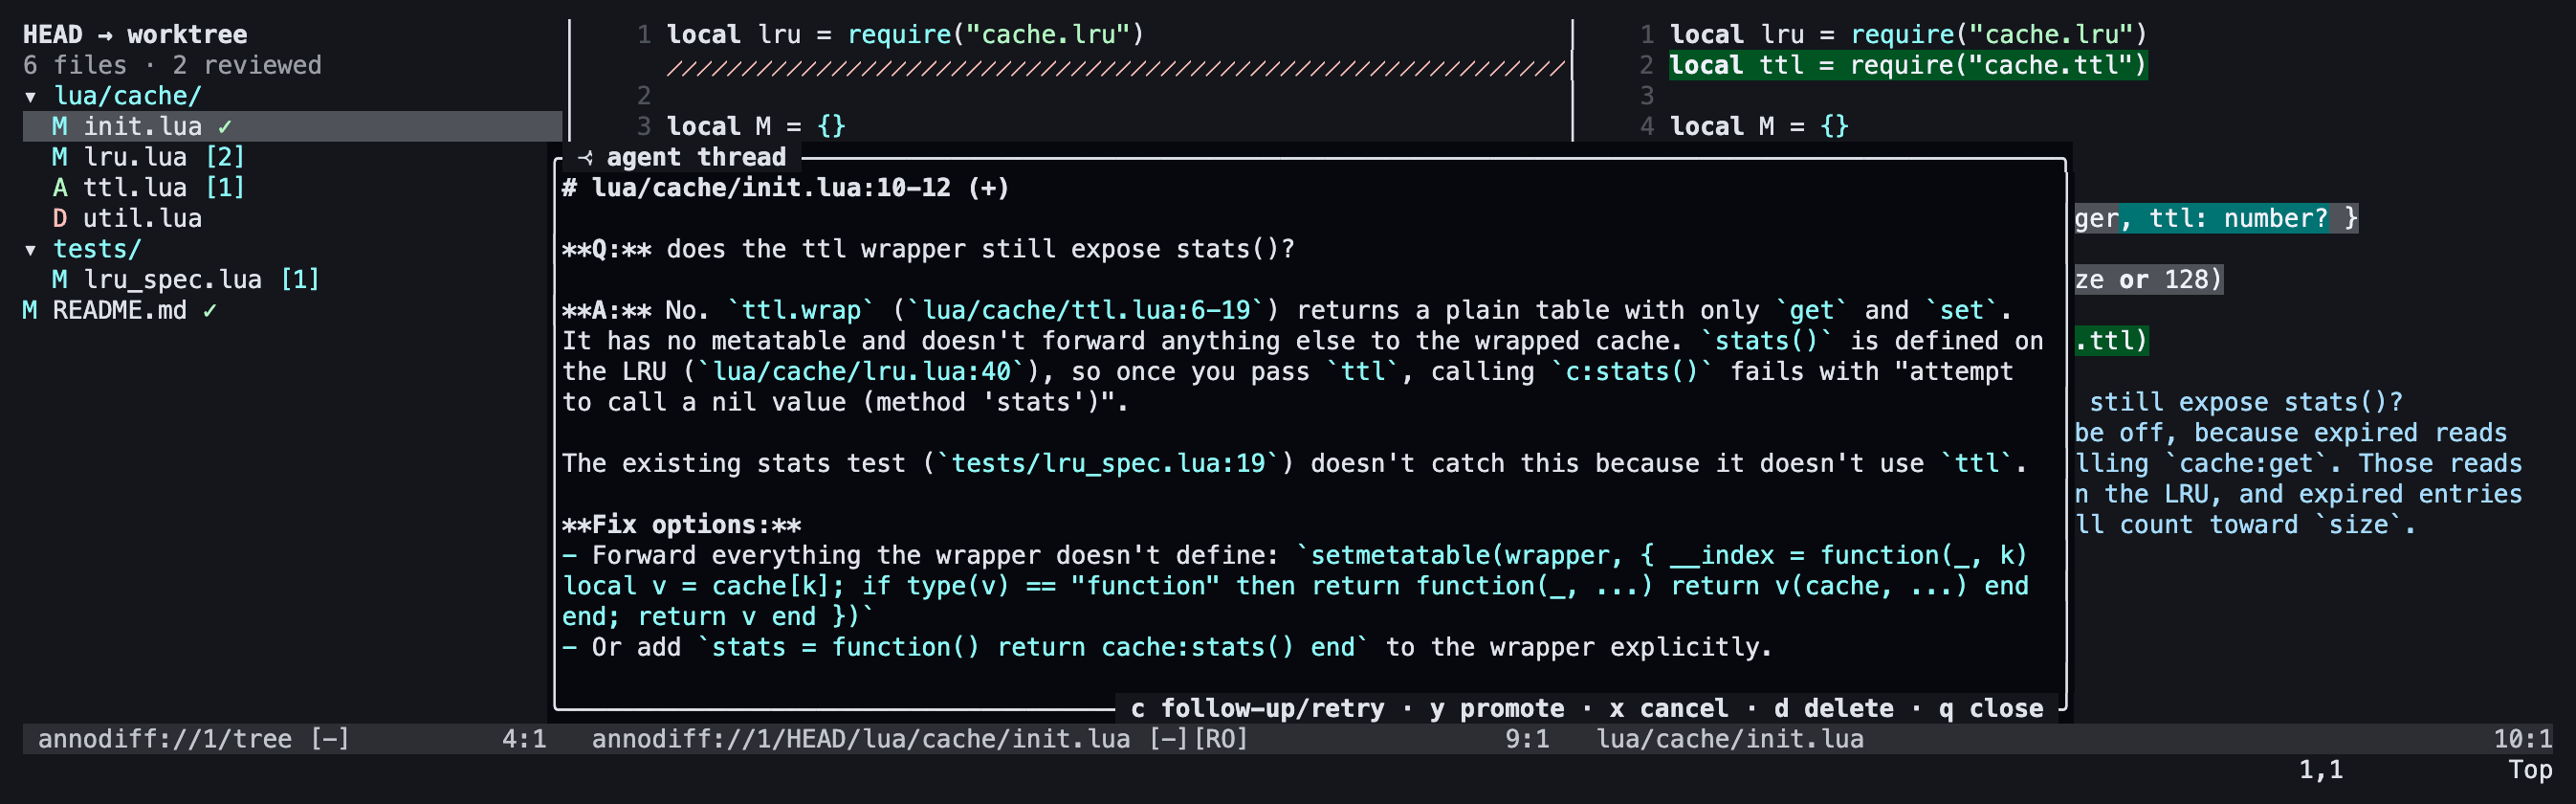 HEAD → worktree
6 files · 2 reviewed
▾ lua/cache/
M init.lua ✓
M lru.lua [2]
A ttl.lua [1]
D util.lua
▾ tests/
M lru_spec.lua [1]
M README.md ✓
1 local lru = require("cache.lru")
2
3 local M = {}
1 local lru = require("cache.lru")
2 local ttl = require("cache.ttl")
3
4 local M = {}
ger, ttl: number? }
ze or 128)
.ttl)
still expose stats()?
be off, because expired reads
lling `cache:get`. Those reads
n the LRU, and expired entries
ll count toward `size`.
agent thread
# lua/cache/init.lua:10-12 (+)
**Q:** does the ttl wrapper still expose stats()?
**A:** No. `ttl.wrap` (`lua/cache/ttl.lua:6-19`) returns a plain table with only `get` and `set`.
It has no metatable and doesn't forward anything else to the wrapped cache. `stats()` is defined on
the LRU (`lua/cache/lru.lua:40`), so once you pass `ttl`, calling `c:stats()` fails with "attempt
to call a nil value (method 'stats')".
The existing stats test (`tests/lru_spec.lua:19`) doesn't catch this because it doesn't use `ttl`.
**Fix options:**
- Forward everything the wrapper doesn't define: `setmetatable(wrapper, { __index = function(_, k)
local v = cache[k]; if type(v) == "function" then return function(_, ...) return v(cache, ...) end
end; return v end })`
- Or add `stats = function() return cache:stats() end` to the wrapper explicitly.
c follow-up/retry · y promote · x cancel · d delete · q close
annodiff://1/tree [-] 4:1
annodiff://1/HEAD/lua/cache/init.lua [-][RO] 9:1
lua/cache/init.lua 10:1
1,1 Top